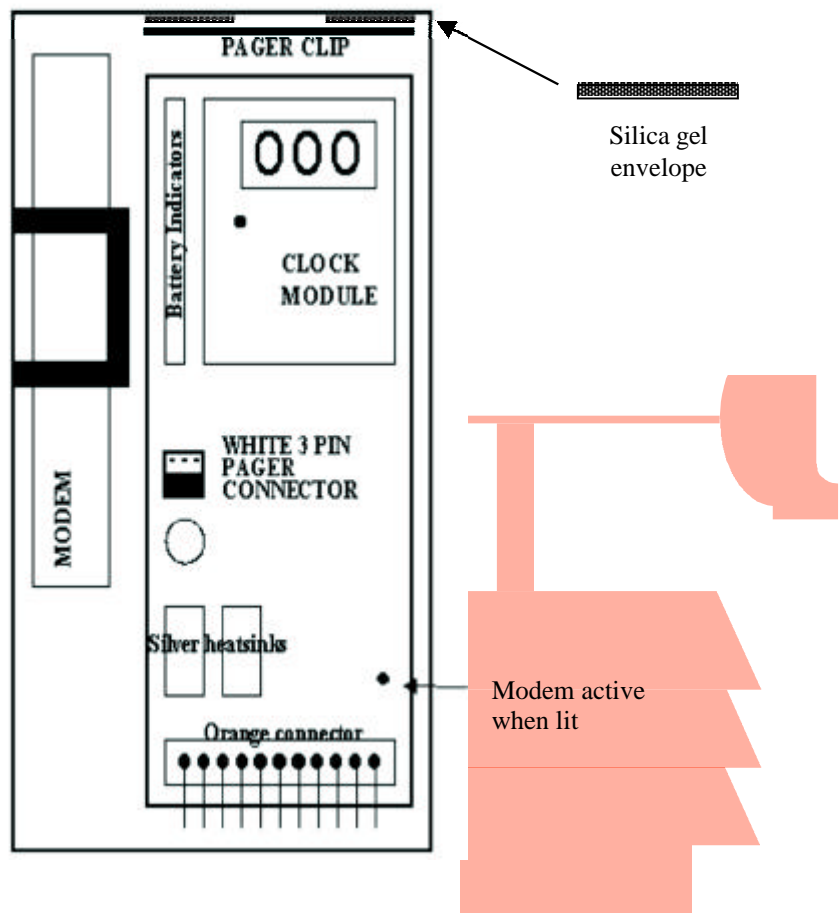 PAGER CLIP
Silica gel
envelope
000
Battery Indicators
CLOCK
MODULE
WHITE 3 PIN
PAGER
CONNECTOR
MODEM
Silver heatsinks
Modem active
when lit
Orange connector